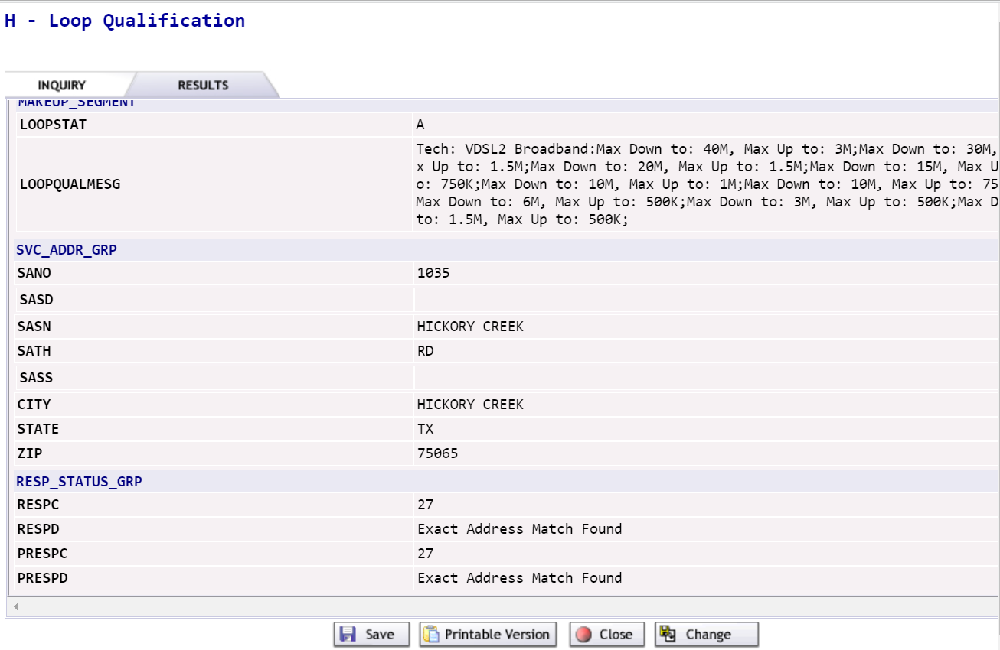 H - Loop Qualification
INQUIRY RESULTS
MAKEUP_SEGMENT
LOOPSTAT A
LOOPQUALMESG
Tech: VDSL2 Broadband:Max Down to: 40M, Max Up to: 3M;Max Down to: 30M,
x Up to: 1.5M;Max Down to: 20M, Max Up to: 1.5M;Max Down to: 15M, Max U
o: 750K;Max Down to: 10M, Max Up to: 1M;Max Down to: 10M, Max Up to: 75
Max Down to: 6M, Max Up to: 500K;Max Down to: 3M, Max Up to: 500K;Max D
to: 1.5M, Max Up to: 500K;
SVC_ADDR_GRP
SANO 1035
SASD
SASN HICKORY CREEK
SATH RD
SASS
CITY HICKORY CREEK
STATE TX
ZIP 75065
RESP_STATUS_GRP
RESPC 27
RESPD Exact Address Match Found
PRESPC 27
PRESPD Exact Address Match Found
Save Printable Version Close Change